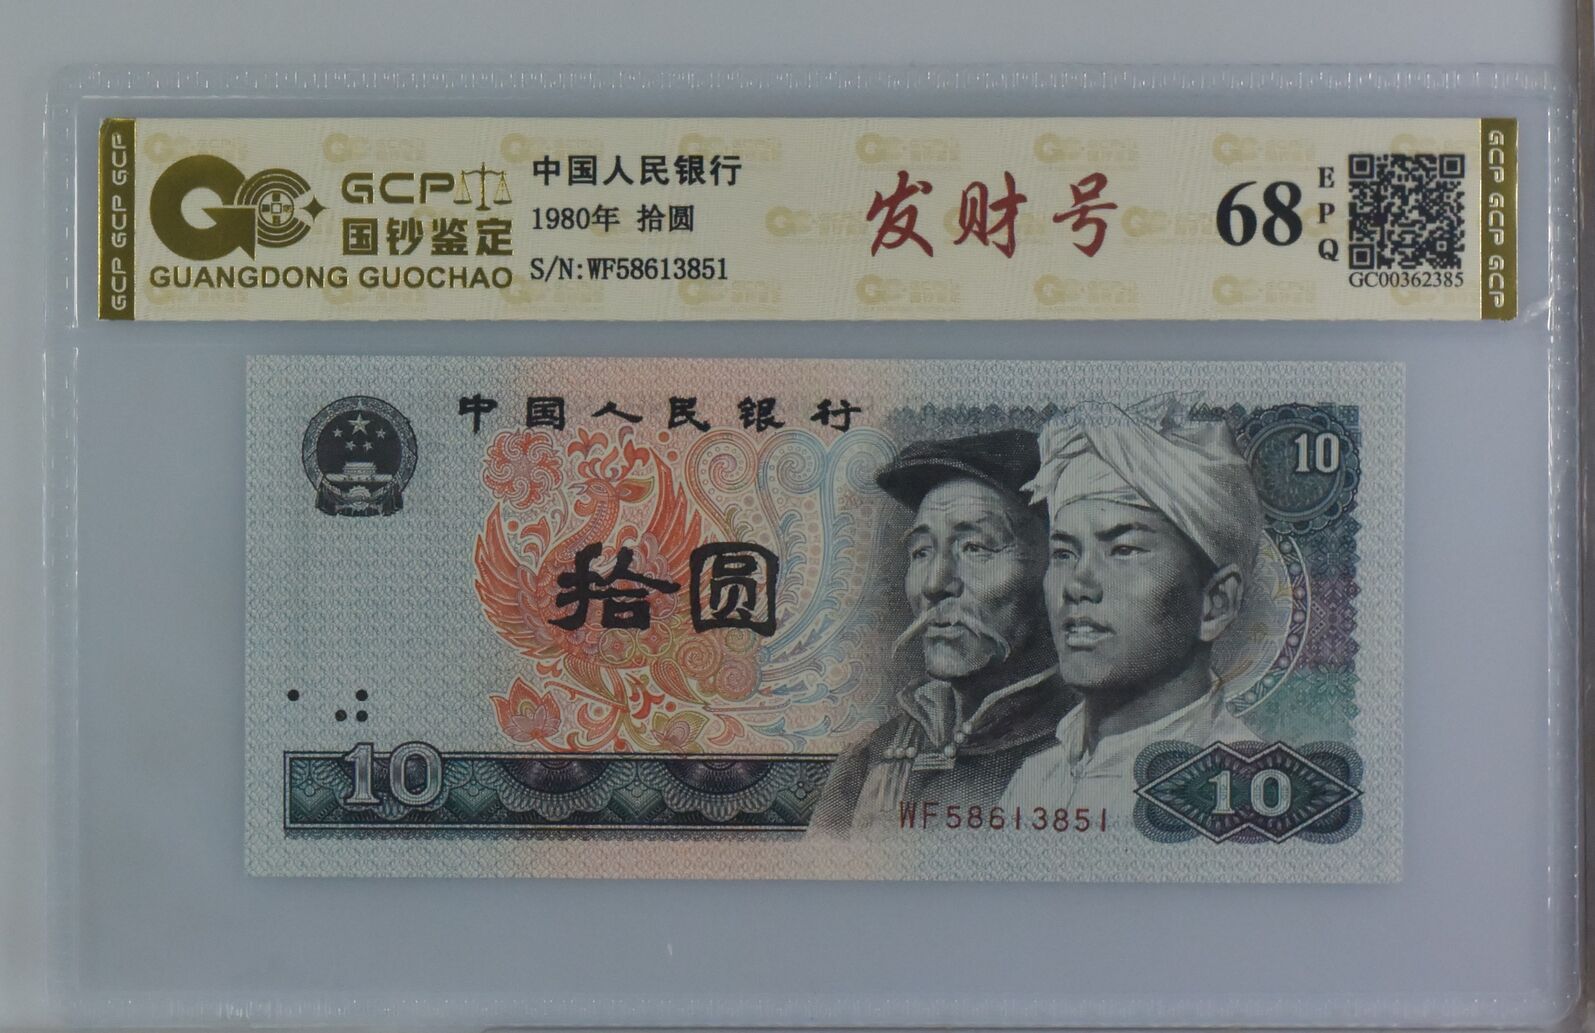 GCP GCP GCP
GCP
国钞鉴定
GUANGDONG GUOCHAO
中国人民银行
1980年 拾圆
S/N:WF58613851
发财号
68
EPQ
GC00362385
GCP GCP GCP
中国人民银行
10
拾圆
10
WF58613851
10